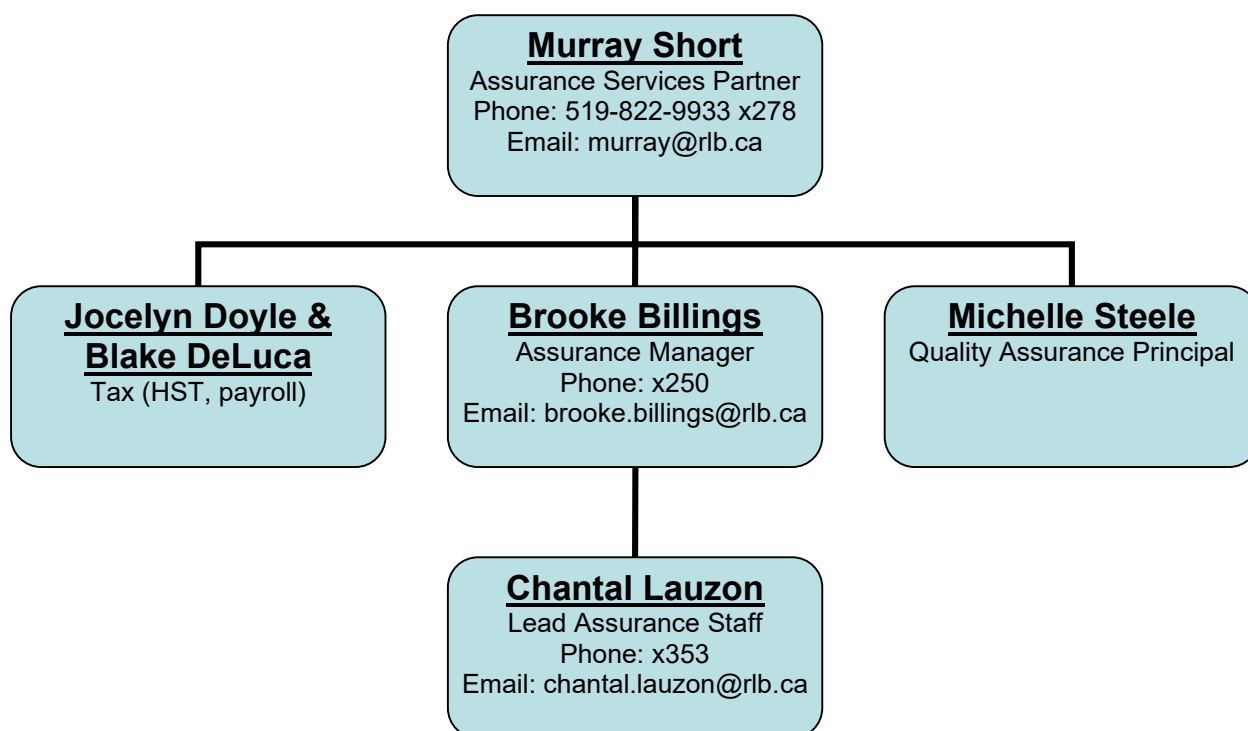 Murray Short
Assurance Services Partner
Phone: 519-822-9933 x278
Email: murray@rlb.ca
Jocelyn Doyle &
Blake DeLuca
Tax (HST, payroll)
Brooke Billings
Assurance Manager
Phone: x250
Email: brooke.billings@rlb.ca
Michelle Steele
Quality Assurance Principal
Chantal Lauzon
Lead Assurance Staff
Phone: x353
Email: chantal.lauzon@rlb.ca